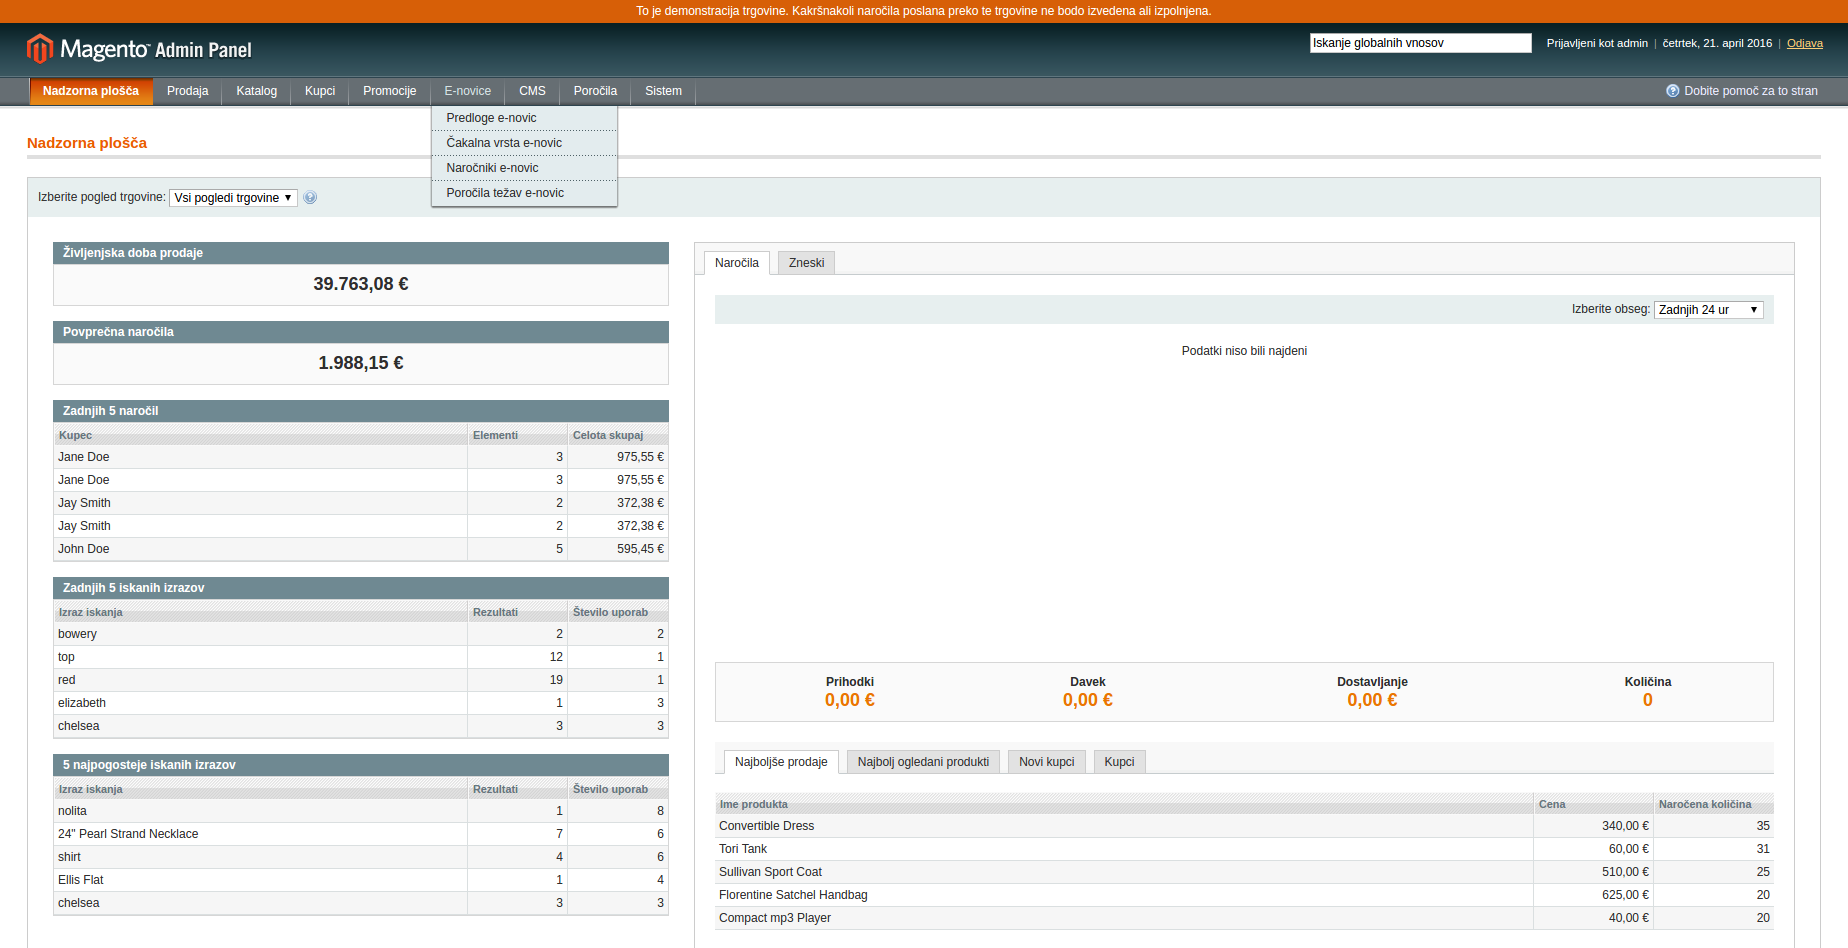 To je demonstracija trgovine. Kakršnakoli naročila poslana preko te trgovine ne bodo izvedena ali izpolnjena.
Magento Admin Panel
Iskanje globalnih vnosov
Prijavljeni kot admin | četrtek, 21. april 2016 | Odjava
Nadzorna plošča Prodaja Katalog Kupci Promocije E-novice CMS Poročila Sistem
Dobite pomoč za to stran
Predloge e-novic
Čakalna vrsta e-novic
Naročniki e-novic
Poročila težav e-novic
Nadzorna plošča
Izberite pogled trgovine: Vsi pogledi trgovine
Življenjska doba prodaje
39.763,08 €
Povprečna naročila
1.988,15 €
Zadnjih 5 naročil
Kupec Elementi Celota skupaj
Jane Doe 3 975,55 €
Jane Doe 3 975,55 €
Jay Smith 2 372,38 €
Jay Smith 2 372,38 €
John Doe 5 595,45 €
Zadnjih 5 iskanih izrazov
Izraz iskanja Rezultati Število uporab
bowery 2 2
top 12 1
red 19 1
elizabeth 1 3
chelsea 3 3
5 najpogosteje iskanih izrazov
Izraz iskanja Rezultati Število uporab
nolita 1 8
24" Pearl Strand Necklace 7 6
shirt 4 6
Ellis Flat 1 4
chelsea 3 3
Naročila Zneski
Izberite obseg: Zadnjih 24 ur
Podatki niso bili najdeni
Prihodki Davek Dostavljanje Količina
0,00 € 0,00 € 0,00 € 0
Najboljše prodaje Najbolj ogledani produkti Novi kupci Kupci
Ime produkta Cena Naročena količina
Convertible Dress 340,00 € 35
Tori Tank 60,00 € 31
Sullivan Sport Coat 510,00 € 25
Florentine Satchel Handbag 625,00 € 20
Compact mp3 Player 40,00 € 20